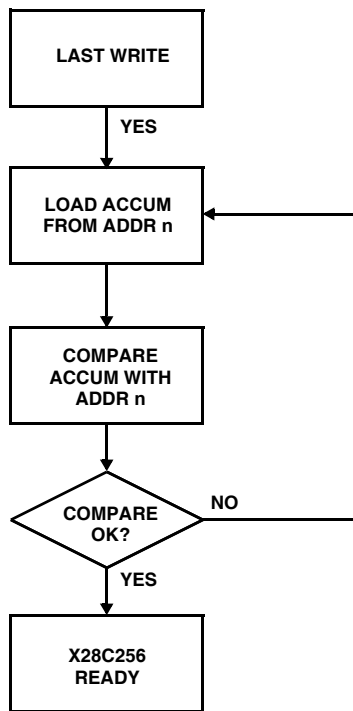 LAST WRITE
YES
LOAD ACCUM
FROM ADDR n
COMPARE
ACCUM WITH
ADDR n
COMPARE
OK?
NO
YES
X28C256
READY